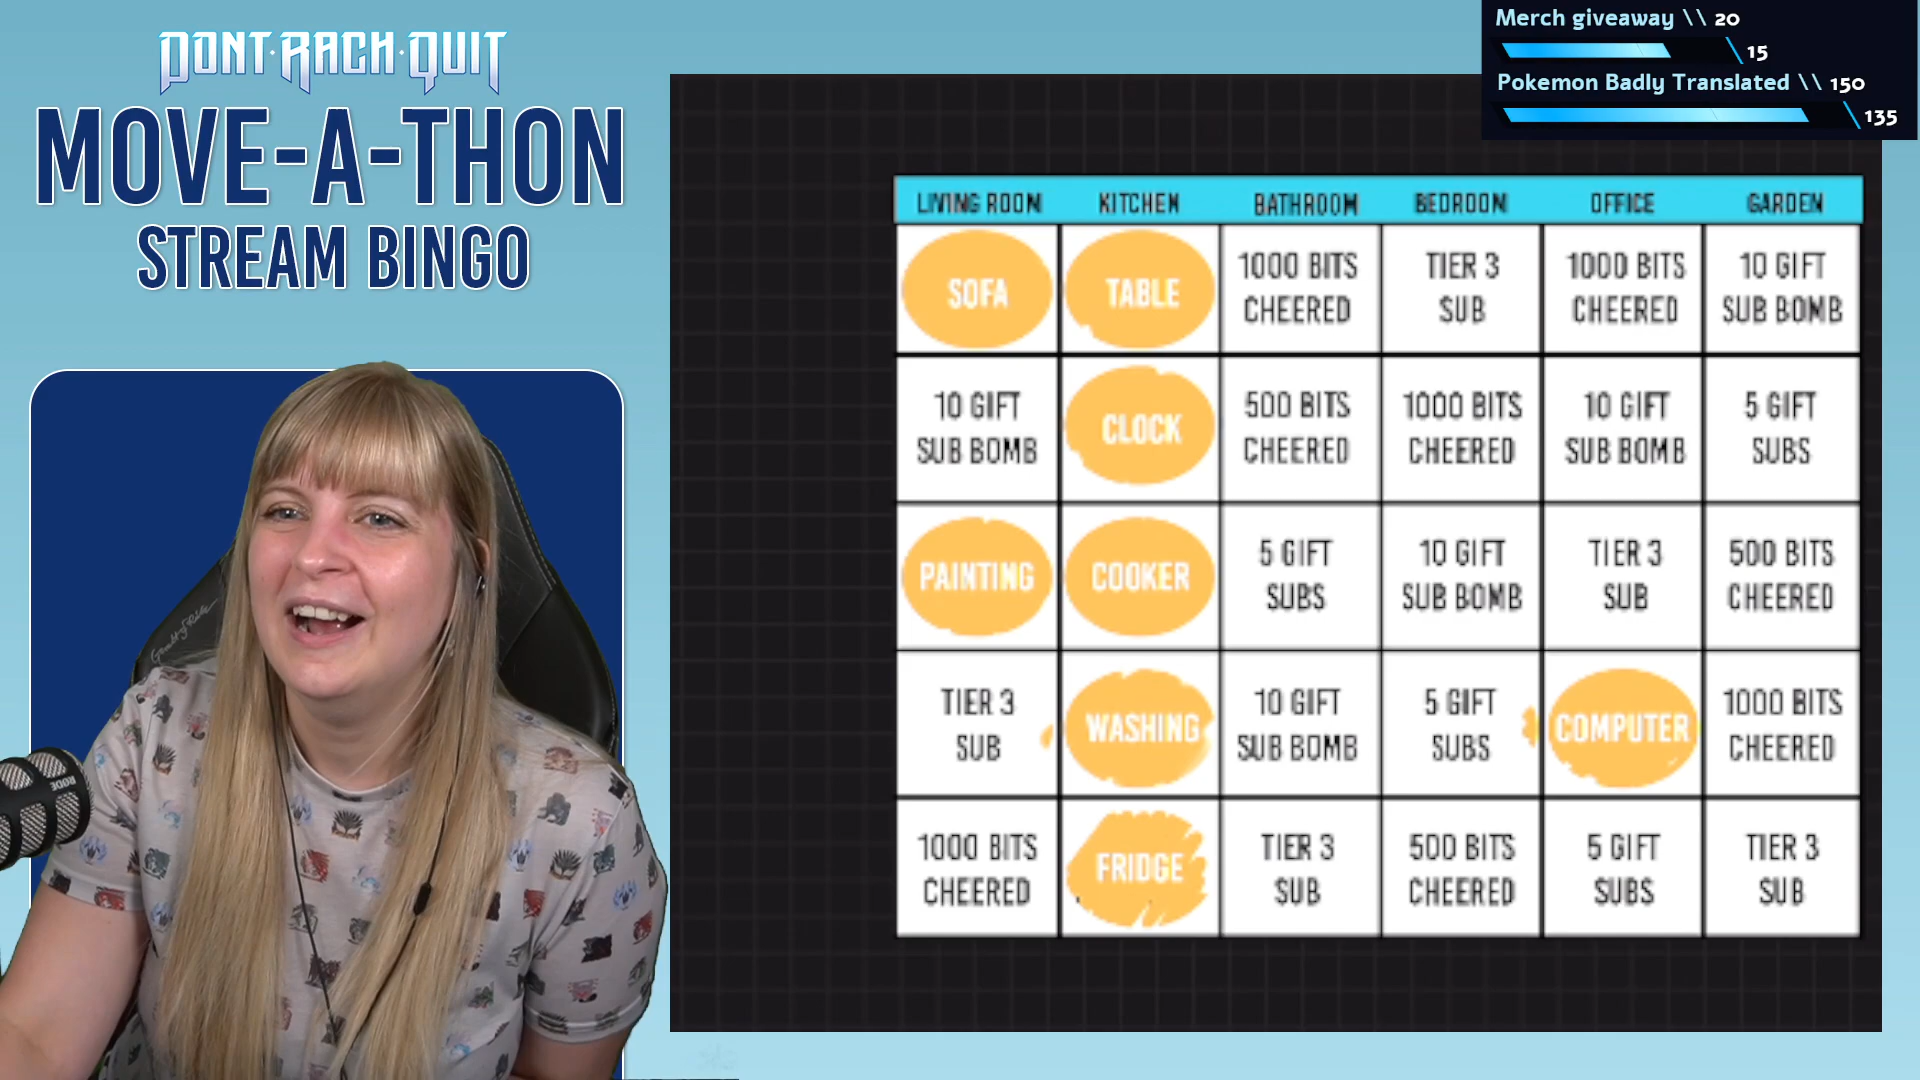 DONT·RACH·QUIT
MOVE-A-THON
STREAM BINGO
Merch giveaway \\ 20
15
Pokemon Badly Translated \\ 150
135
LIVING ROOM KITCHEN BATHROOM BEDROOM OFFICE GARDEN
SOFA TABLE 1000 BITS CHEERED TIER 3 SUB 1000 BITS CHEERED 10 GIFT SUB BOMB
10 GIFT SUB BOMB CLOCK 500 BITS CHEERED 1000 BITS CHEERED 10 GIFT SUB BOMB 5 GIFT SUBS
PAINTING COOKER 5 GIFT SUBS 10 GIFT SUB BOMB TIER 3 SUB 500 BITS CHEERED
TIER 3 SUB WASHING 10 GIFT SUB BOMB 5 GIFT SUBS COMPUTER 1000 BITS CHEERED
1000 BITS CHEERED FRIDGE TIER 3 SUB 500 BITS CHEERED 5 GIFT SUBS TIER 3 SUB
RODE